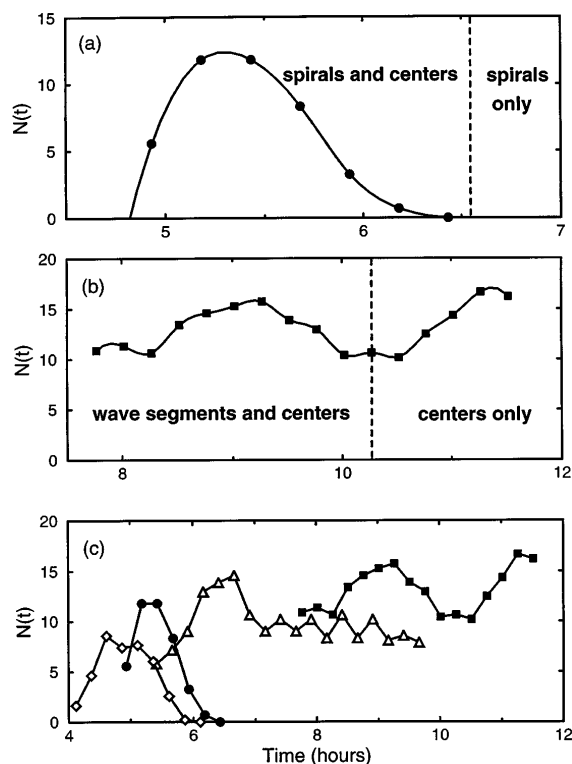 15
(a)
spirals and centers
spirals
only
10
N(t)
5
0
5
6
7
20
(b)
15
N(t)
10
wave segments and centers
centers only
5
0
8
10
12
20
(c)
15
N(t)
10
5
0
4
6
8
10
12
Time (hours)